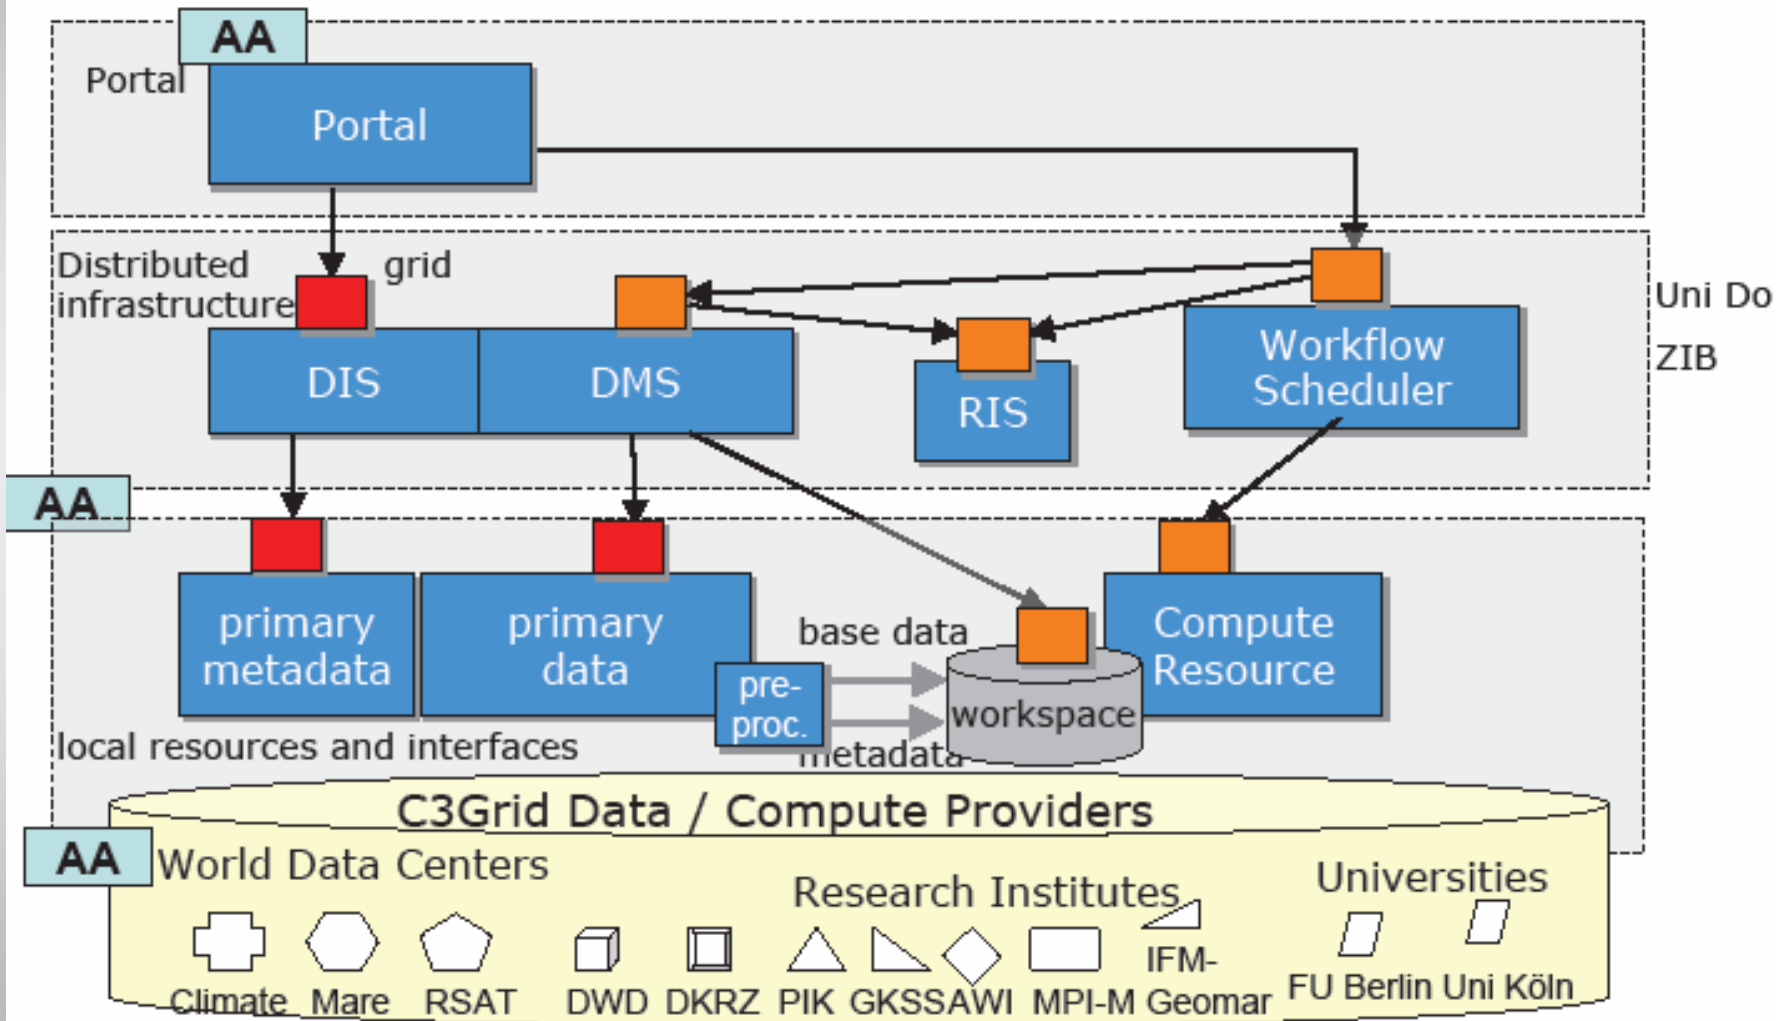 AA
Portal
Portal
Distributed grid
infrastructure
Uni Do
ZIB
DIS
DMS
RIS
Workflow
Scheduler
AA
primary
metadata
primary
data
pre-
proc.
base data
metadata
workspace
Compute
Resource
local resources and interfaces
C3Grid Data / Compute Providers
AA
World Data Centers
Research Institutes
Universities
Climate Mare RSAT DWD DKRZ PIK GKSS AWI MPI-M IFM-
Geomar
FU Berlin Uni Köln